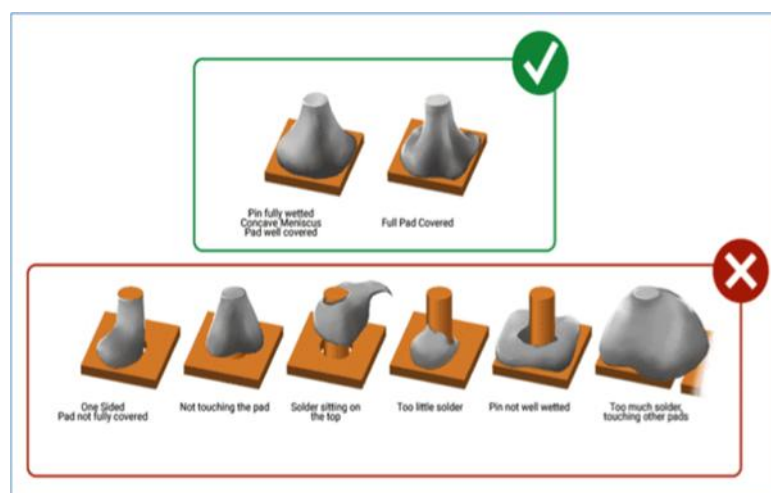 Pin fully wetted
Concave Meniscus
Pad well covered
Full Pad Covered
One Sided
Pad not fully covered
Not touching the pad
Solder sitting on
the top
Too little solder
Pin not well wetted
Too much solder,
touching other pads